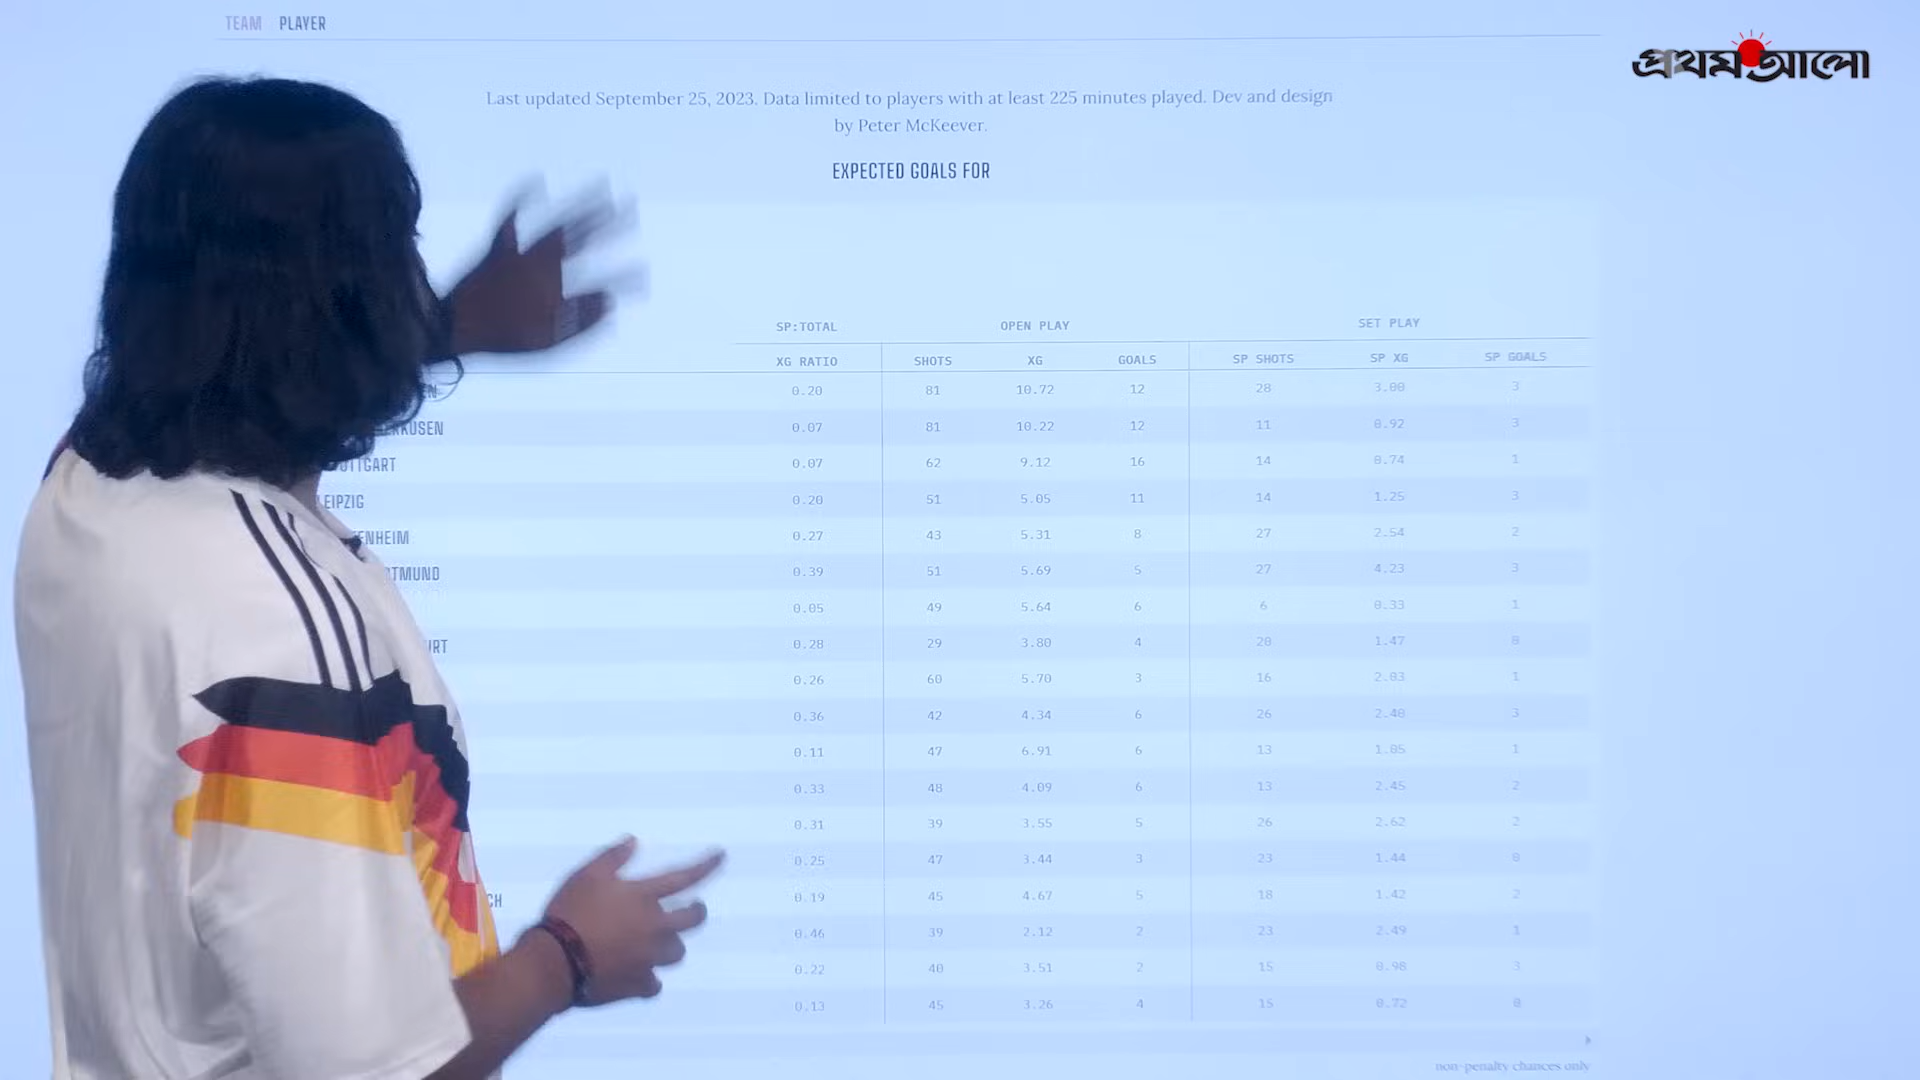 TEAM PLAYER
প্রথম আলো
Last updated September 25, 2023. Data limited to players with at least 225 minutes played. Dev and design
by Peter McKeever.
EXPECTED GOALS FOR
SP:TOTAL OPEN PLAY SET PLAY
XG RATIO SHOTS XG GOALS SP SHOTS SP XG SP GOALS
EN 0.20 81 10.72 12 28 3.00 3
ERKUSEN 0.07 81 10.22 12 11 0.92 3
UTTGART 0.07 62 9.12 16 14 0.74 1
LEIPZIG 0.20 51 5.05 11 14 1.25 3
ENHEIM 0.27 43 5.31 8 27 2.54 2
RTMUND 0.39 51 5.69 5 27 4.23 3
0.05 49 5.64 6 6 0.33 1
URT 0.28 29 3.80 4 20 1.47 0
0.26 60 5.70 3 16 2.03 1
0.36 42 4.34 6 26 2.40 3
0.11 47 6.91 6 13 1.05 1
0.33 48 4.09 6 13 2.45 2
0.31 39 3.55 5 26 2.62 2
0.25 47 3.44 3 23 1.44 0
CH 0.19 45 4.67 5 18 1.42 2
0.46 39 2.12 2 23 2.49 1
0.22 40 3.51 2 15 0.98 3
0.13 45 3.26 4 15 0.72 0
non-penalty chances only